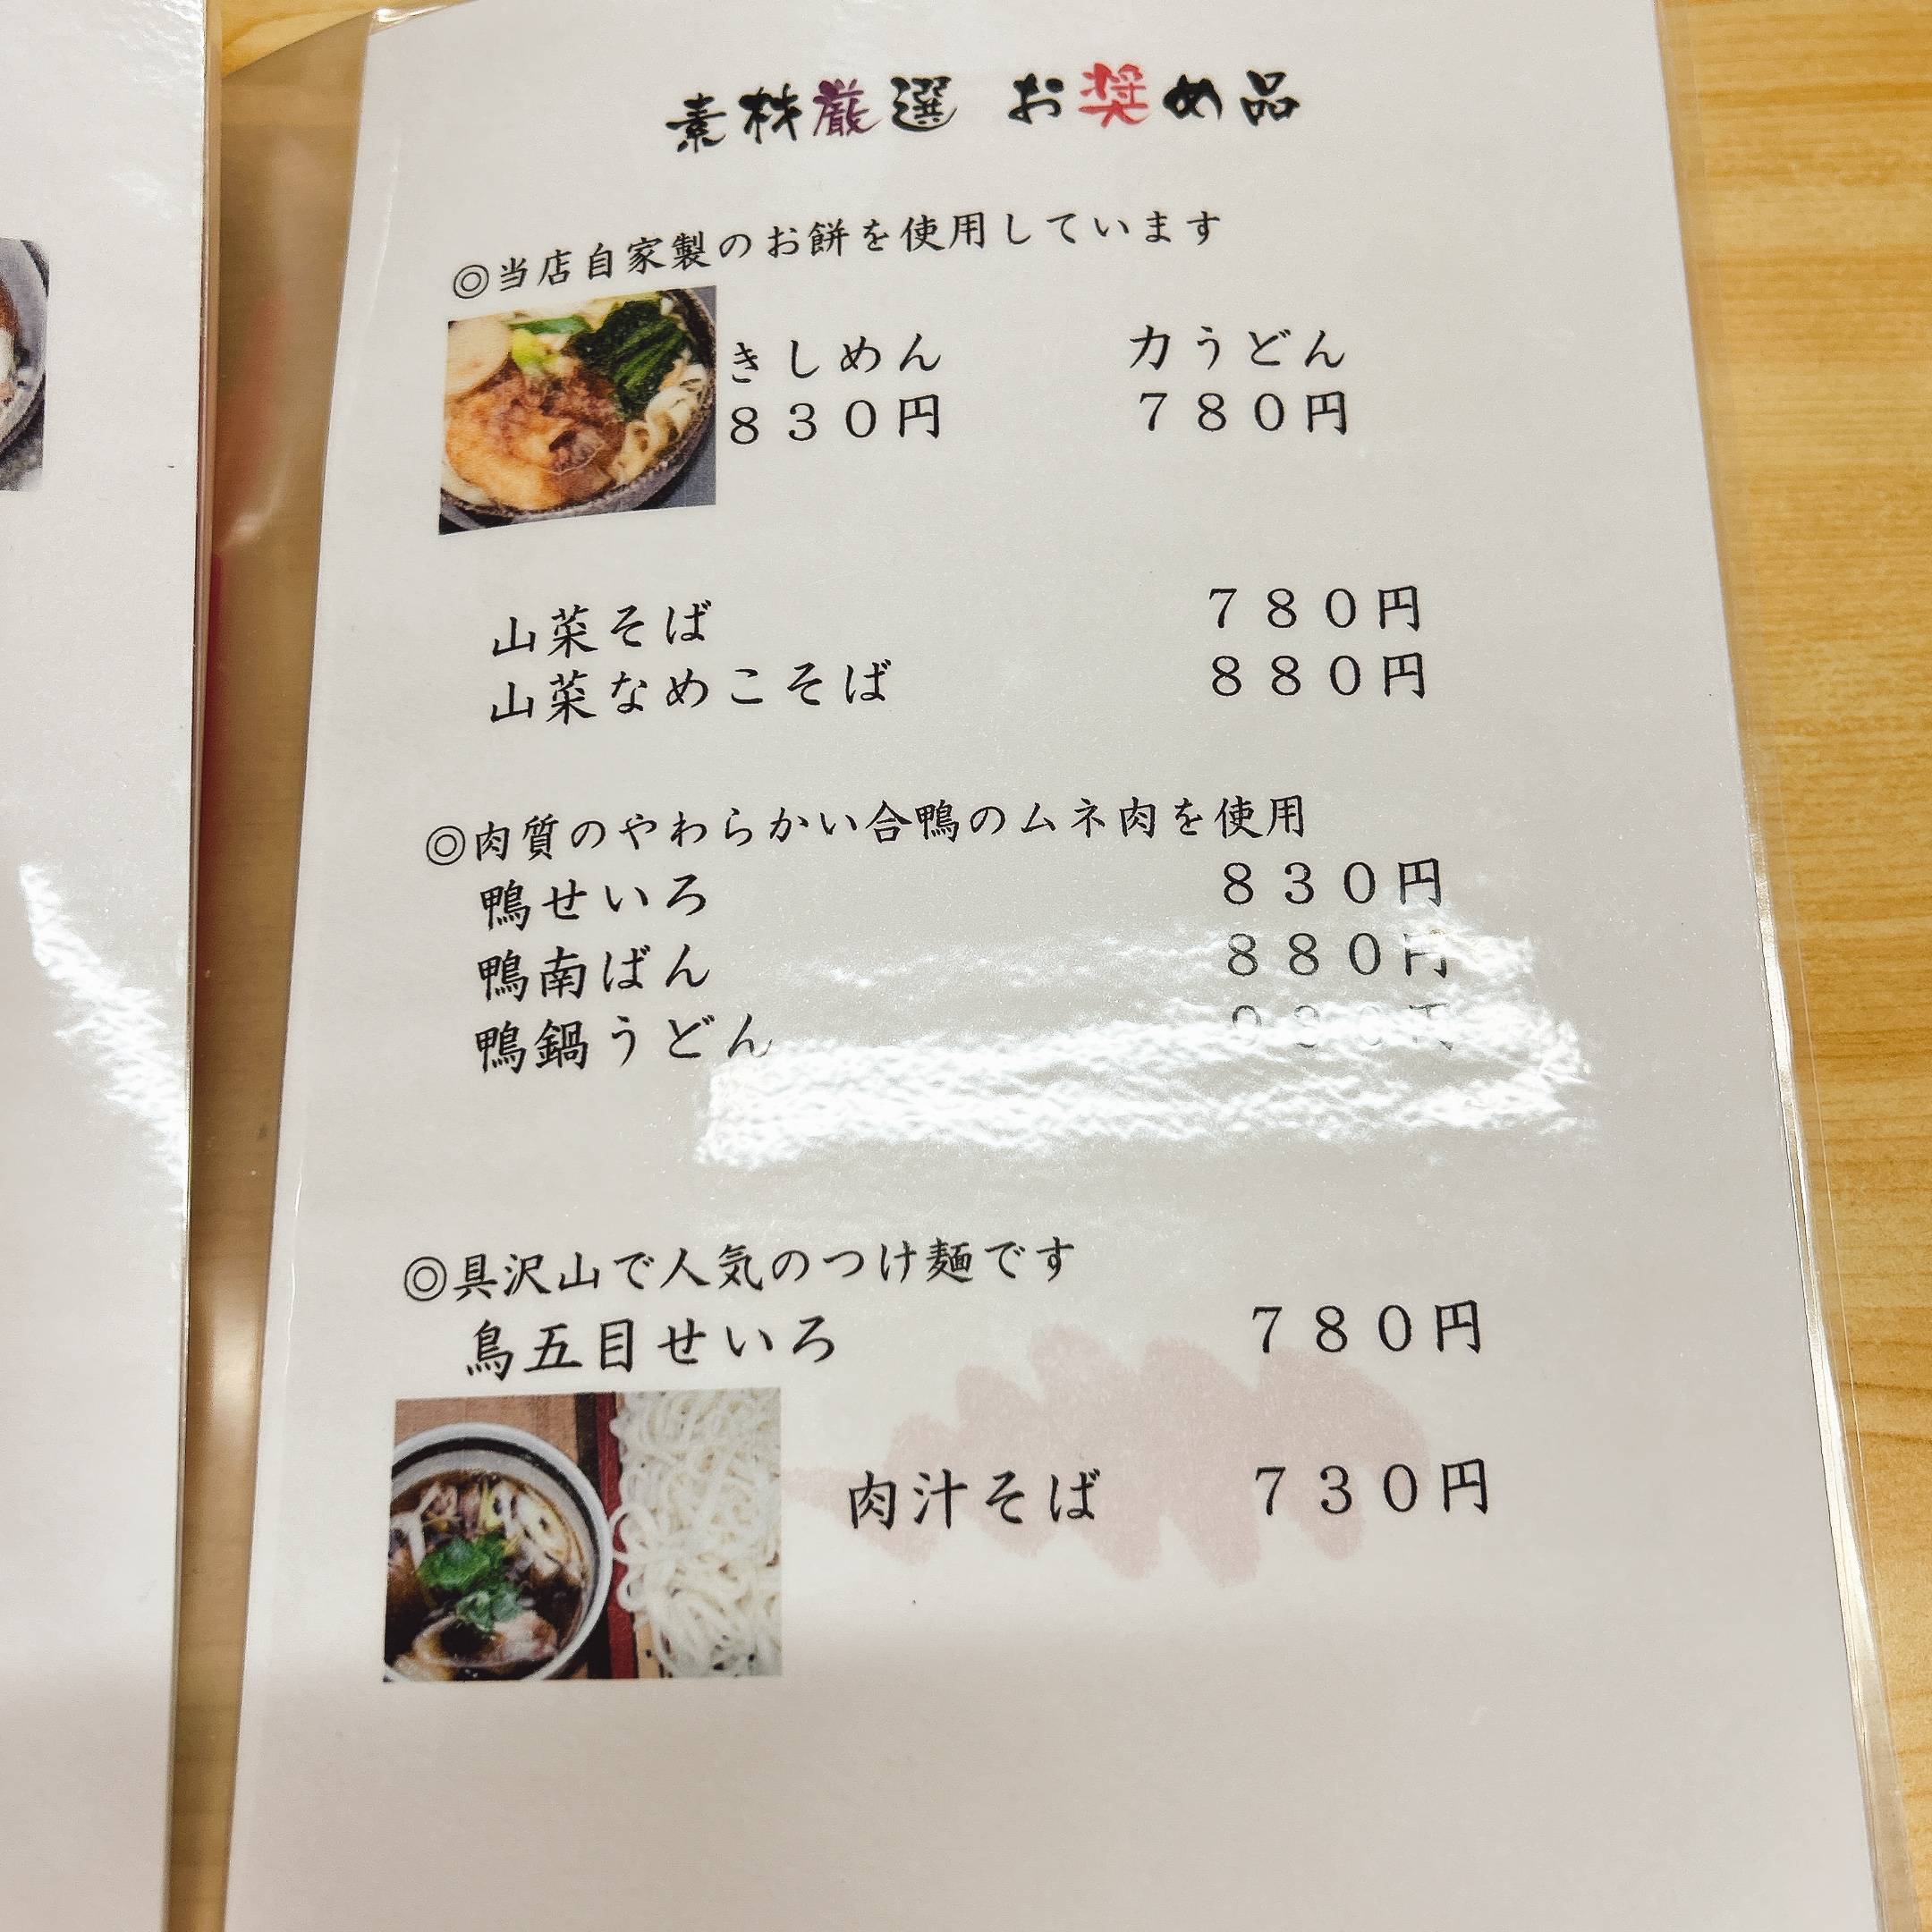 素材厳選 お奨め品
◎当店自家製のお餅を使用しています
きしめん 力うどん
８３０円 ７８０円
山菜そば ７８０円
山菜なめこそば ８８０円
◎肉質のやわらかい合鴨のムネ肉を使用
鴨せいろ ８３０円
鴨南ばん ８８０円
鴨鍋うどん
◎具沢山で人気のつけ麺です
鳥五目せいろ ７８０円
肉汁そば ７３０円